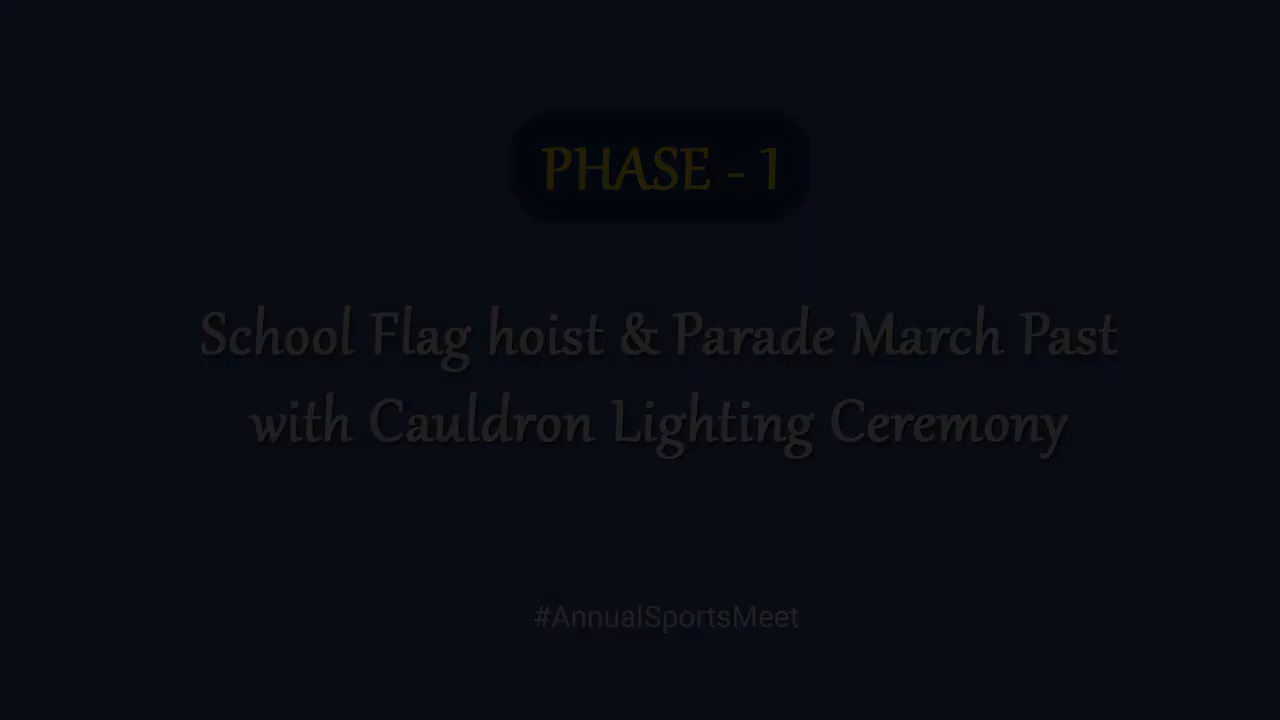 PHASE - 1
School Flag hoist & Parade March Past
with Cauldron Lighting Ceremony
#AnnualSportsMeet